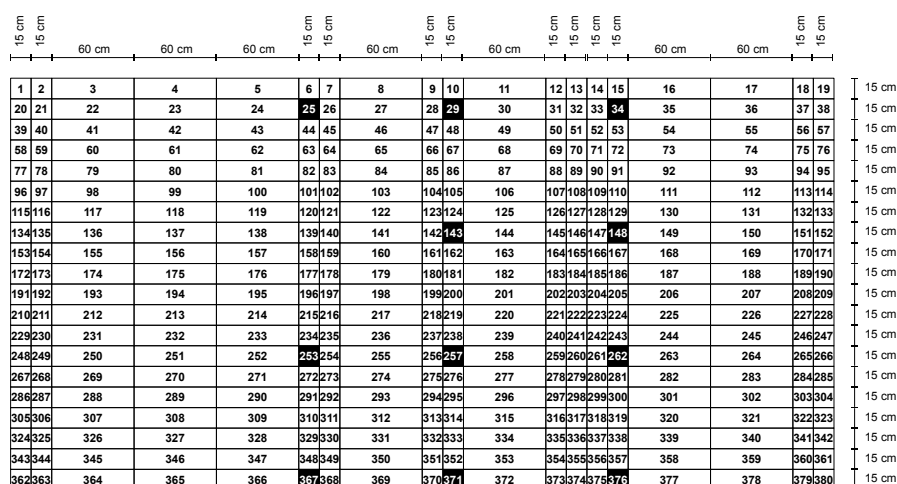 15 cm 15 cm 60 cm 60 cm 60 cm 15 cm 15 cm 60 cm 15 cm 15 cm 60 cm 15 cm 15 cm 15 cm 15 cm 60 cm 60 cm 15 cm 15 cm
1 2 3 4 5 6 7 8 9 10 11 12 13 14 15 16 17 18 19 15 cm
20 21 22 23 24 25 26 27 28 29 30 31 32 33 34 35 36 37 38 15 cm
39 40 41 42 43 44 45 46 47 48 49 50 51 52 53 54 55 56 57 15 cm
58 59 60 61 62 63 64 65 66 67 68 69 70 71 72 73 74 75 76 15 cm
77 78 79 80 81 82 83 84 85 86 87 88 89 90 91 92 93 94 95 15 cm
96 97 98 99 100 101 102 103 104 105 106 107 108 109 110 111 112 113 114 15 cm
115 116 117 118 119 120 121 122 123 124 125 126 127 128 129 130 131 132 133 15 cm
134 135 136 137 138 139 140 141 142 143 144 145 146 147 148 149 150 151 152 15 cm
153 154 155 156 157 158 159 160 161 162 163 164 165 166 167 168 169 170 171 15 cm
172 173 174 175 176 177 178 179 180 181 182 183 184 185 186 187 188 189 190 15 cm
191 192 193 194 195 196 197 198 199 200 201 202 203 204 205 206 207 208 209 15 cm
210 211 212 213 214 215 216 217 218 219 220 221 222 223 224 225 226 227 228 15 cm
229 230 231 232 233 234 235 236 237 238 239 240 241 242 243 244 245 246 247 15 cm
248 249 250 251 252 253 254 255 256 257 258 259 260 261 262 263 264 265 266 15 cm
267 268 269 270 271 272 273 274 275 276 277 278 279 280 281 282 283 284 285 15 cm
286 287 288 289 290 291 292 293 294 295 296 297 298 299 300 301 302 303 304 15 cm
305 306 307 308 309 310 311 312 313 314 315 316 317 318 319 320 321 322 323 15 cm
324 325 326 327 328 329 330 331 332 333 334 335 336 337 338 339 340 341 342 15 cm
343 344 345 346 347 348 349 350 351 352 353 354 355 356 357 358 359 360 361 15 cm
362 363 364 365 366 367 368 369 370 371 372 373 374 375 376 377 378 379 380 15 cm